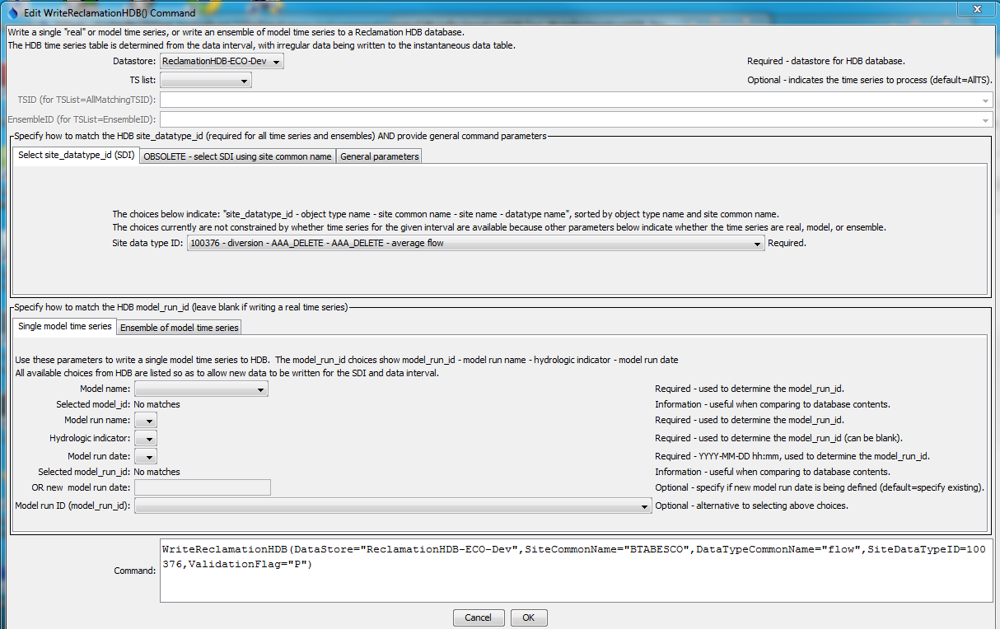 Edit WriteReclamationHDB() Command
Write a single "real" or model time series, or write an ensemble of model time series to a Reclamation HDB database.
The HDB time series table is determined from the data interval, with irregular data being written to the instantaneous data table.
Datastore: ReclamationHDB-ECO-Dev Required - datastore for HDB database.
TS list: Optional - indicates the time series to process (default=AllTS).
TSID (for TSList=AllMatchingTSID):
EnsembleID (for TSList=EnsembleID):
Specify how to match the HDB site_datatype_id (required for all time series and ensembles) AND provide general command parameters
Select site_datatype_id (SDI) OBSOLETE - select SDI using site common name General parameters
The choices below indicate: "site_datatype_id - object type name - site common name - site name - datatype name", sorted by object type name and site common name.
The choices currently are not constrained by whether time series for the given interval are available because other parameters below indicate whether the time series are real, model, or ensemble.
Site data type ID: 100376 - diversion - AAA_DELETE - AAA_DELETE - average flow Required.
Specify how to match the HDB model_run_id (leave blank if writing a real time series)
Single model time series Ensemble of model time series
Use these parameters to write a single model time series to HDB. The model_run_id choices show model_run_id - model run name - hydrologic indicator - model run date
All available choices from HDB are listed so as to allow new data to be written for the SDI and data interval.
Model name: Required - used to determine the model_run_id.
Selected model_id: No matches Information - useful when comparing to database contents.
Model run name: Required - used to determine the model_run_id.
Hydrologic indicator: Required - used to determine the model_run_id (can be blank).
Model run date: Required - YYYY-MM-DD hh:mm, used to determine the model_run_id.
Selected model_run_id: No matches Information - useful when comparing to database contents.
OR new model run date: Optional - specify if new model run date is being defined (default=specify existing).
Model run ID (model_run_id): Optional - alternative to selecting above choices.
WriteReclamationHDB(DataStore="ReclamationHDB-ECO-Dev",SiteCommonName="BTABESCO",DataTypeCommonName="flow",SiteDataTypeID=100
376,ValidationFlag="P")
Command:
Cancel OK